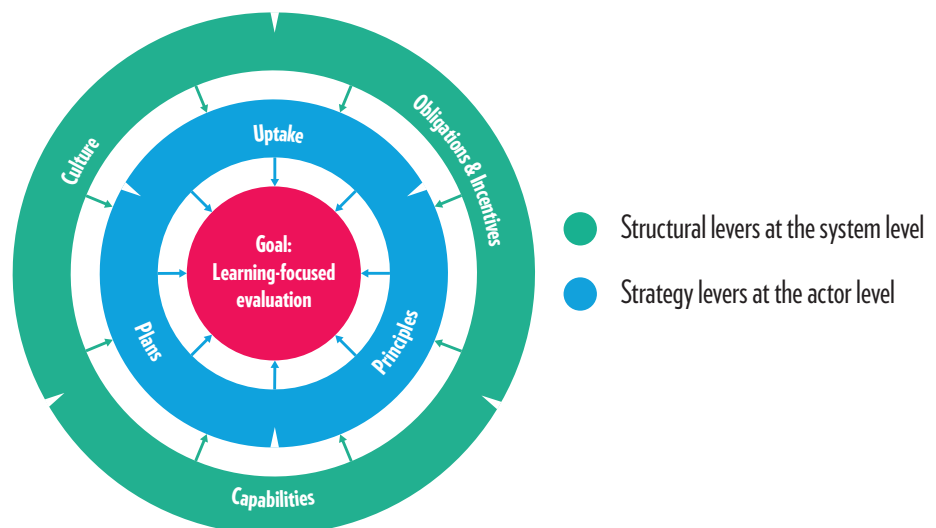 Culture
Obligations & Incentives
Uptake
Goal:
Learning-focused
evaluation
Plans
Principles
Capabilities
Structural levers at the system level
Strategy levers at the actor level